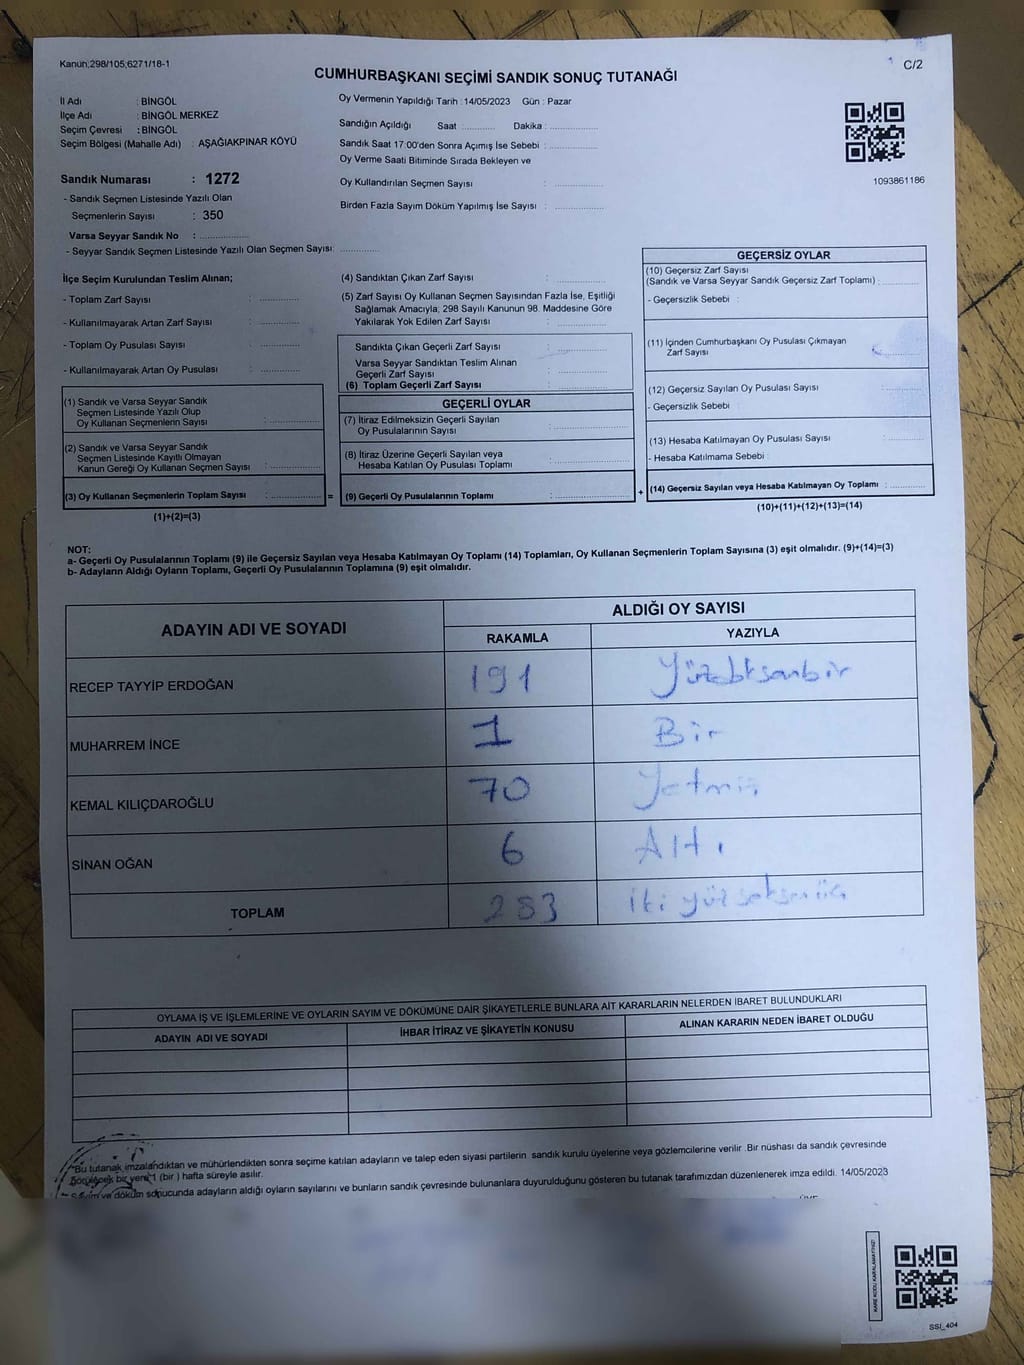 Kanun;298/105;6271/18-1
C/2
CUMHURBAŞKANI SEÇİMİ SANDIK SONUÇ TUTANAĞI
İl Adı : BİNGÖL
İlçe Adı : BİNGÖL MERKEZ
Seçim Çevresi : BİNGÖL
Seçim Bölgesi (Mahalle Adı) : AŞAĞIAKPINAR KÖYÜ
Sandık Numarası : 1272
- Sandık Seçmen Listesinde Yazılı Olan
Seçmenlerin Sayısı : 350
Varsa Seyyar Sandık No : ..............
- Seyyar Sandık Seçmen Listesinde Yazılı Olan Seçmen Sayısı: ............
Oy Vermenin Yapıldığı Tarih : 14/05/2023 Gün : Pazar
Sandığın Açıldığı Saat ............ Dakika : ..............
Sandık Saat 17:00'den Sonra Açımış İse Sebebi : ..............
Oy Verme Saati Bitiminde Sırada Bekleyen ve
Oy Kullandırılan Seçmen Sayısı : ..............
Birden Fazla Sayım Döküm Yapılmış İse Sayısı : ..............
1093861186
İlçe Seçim Kurulundan Teslim Alınan;
- Toplam Zarf Sayısı : ............
- Kullanılmayarak Artan Zarf Sayısı : ............
- Toplam Oy Pusulası Sayısı : ............
- Kullanılmayarak Artan Oy Pusulası : ............
(1) Sandık ve Varsa Seyyar Sandık
Seçmen Listesinde Yazılı Olup
Oy Kullanan Seçmenlerin Sayısı : ..............
(2) Sandık ve Varsa Seyyar Sandık
Seçmen Listesinde Kayıtlı Olmayan
Kanun Gereği Oy Kullanan Seçmen Sayısı : ..............
(3) Oy Kullanan Seçmenlerin Toplam Sayısı : .............. =
(1)+(2)=(3)
(4) Sandıktan Çıkan Zarf Sayısı : ..............
(5) Zarf Sayısı Oy Kullanan Seçmen Sayısından Fazla İse, Eşitliği
Sağlamak Amacıyla; 298 Sayılı Kanunun 98. Maddesine Göre
Yakılarak Yok Edilen Zarf Sayısı : ..............
Sandıkta Çıkan Geçerli Zarf Sayısı : ..............
Varsa Seyyar Sandıktan Teslim Alınan
Geçerli Zarf Sayısı : ..............
(6) Toplam Geçerli Zarf Sayısı : ..............
GEÇERLİ OYLAR
(7) İtiraz Edilmeksizin Geçerli Sayılan
Oy Pusulalarının Sayısı : ..............
(8) İtiraz Üzerine Geçerli Sayılan veya
Hesaba Katılan Oy Pusulası Toplamı : ..............
(9) Geçerli Oy Pusulalarının Toplamı : .............. +
GEÇERSİZ OYLAR
(10) Geçersiz Zarf Sayısı
(Sandık ve Varsa Seyyar Sandık Geçersiz Zarf Toplamı) : ............
- Geçersizlik Sebebi :
(11) İçinden Cumhurbaşkanı Oy Pusulası Çıkmayan
Zarf Sayısı : ............
(12) Geçersiz Sayılan Oy Pusulası Sayısı : ............
- Geçersizlik Sebebi :
(13) Hesaba Katılmayan Oy Pusulası Sayısı : ............
- Hesaba Katılmama Sebebi :
(14) Geçersiz Sayılan veya Hesaba Katılmayan Oy Toplamı : ............
(10)+(11)+(12)+(13)=(14)
NOT:
a- Geçerli Oy Pusulalarının Toplamı (9) ile Geçersiz Sayılan veya Hesaba Katılmayan Oy Toplamı (14) Toplamları, Oy Kullanan Seçmenlerin Toplam Sayısına (3) eşit olmalıdır. (9)+(14)=(3)
b- Adayların Aldığı Oyların Toplamı, Geçerli Oy Pusulalarının Toplamına (9) eşit olmalıdır.
ADAYIN ADI VE SOYADI
ALDIĞI OY SAYISI
RAKAMLA YAZIYLA
RECEP TAYYİP ERDOĞAN 191 Yüzdoksanbir
MUHARREM İNCE 1 Bir
KEMAL KILIÇDAROĞLU 70 Yetmiş
SİNAN OĞAN 6 Altı
TOPLAM 283 iki yüz seksen üç
OYLAMA İŞ VE İŞLEMLERİNE VE OYLARIN SAYIM VE DÖKÜMÜNE DAİR ŞİKAYETLERLE BUNLARA AİT KARARLARIN NELERDEN İBARET BULUNDUKLARI
ADAYIN ADI VE SOYADI İHBAR İTİRAZ VE ŞİKAYETİN KONUSU ALINAN KARARIN NEDEN İBARET OLDUĞU
"Bu tutanak imzalandıktan ve mühürlendikten sonra seçime katılan adayların ve talep eden siyasi partilerin sandık kurulu üyelerine veya gözlemcilerine verilir. Bir nüshası da sandık çevresinde
görülecek bir yere 1 (bir) hafta süreyle asılır.
Sayım ve döküm sonucunda adayların aldığı oyların sayılarını ve bunların sandık çevresinde bulunanlara duyurulduğunu gösteren bu tutanak tarafımızdan düzenlenerek imza edildi. 14/05/2023
KARE KODU KARALAMAYINIZ!
SSI_404